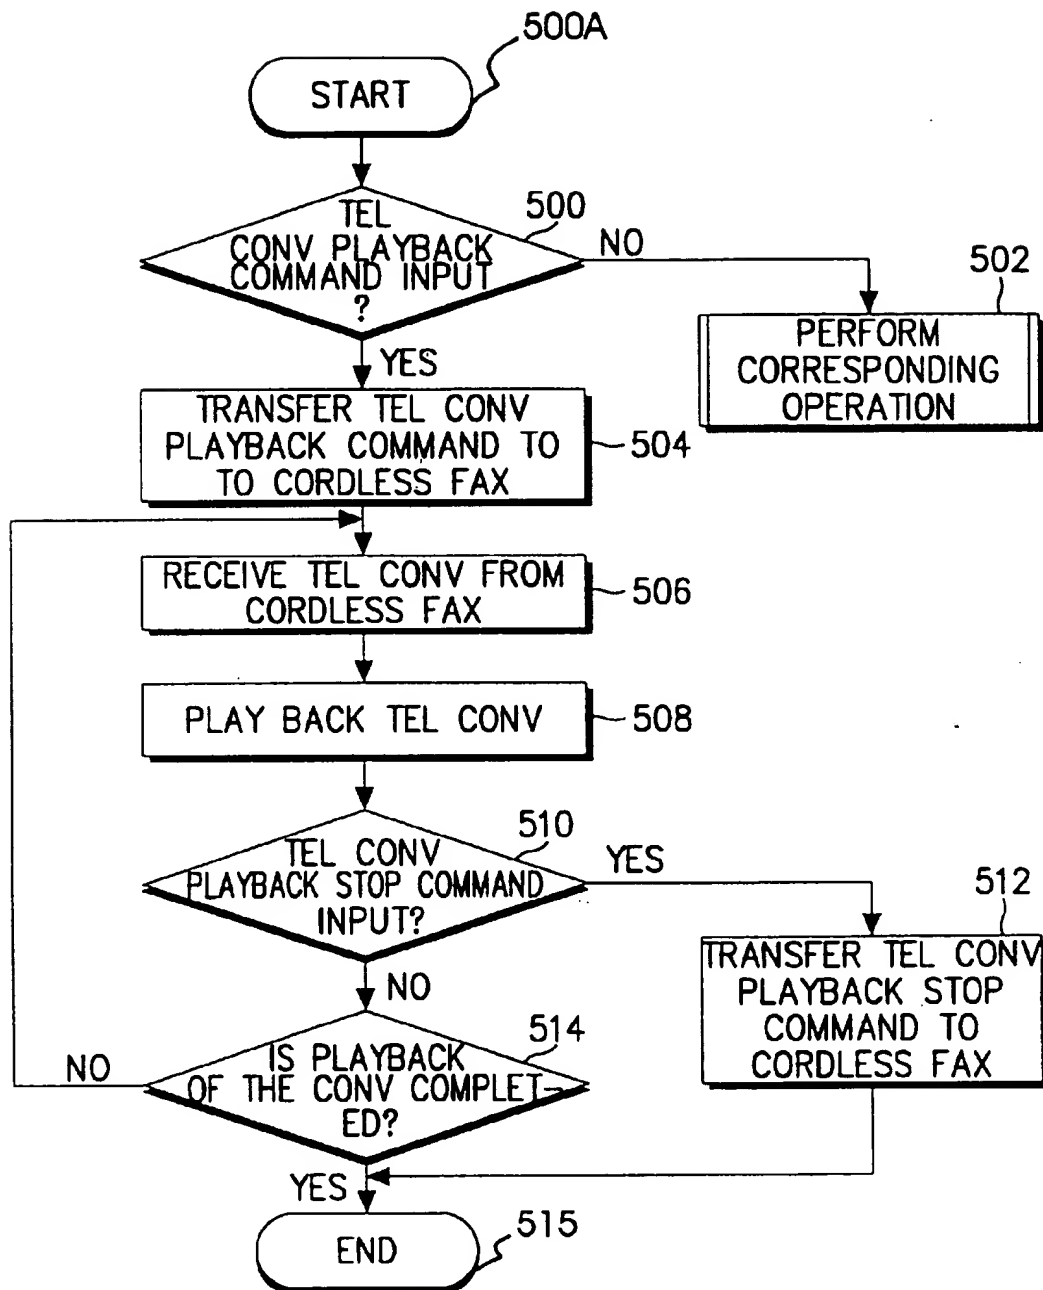 500A
START
500
TEL
CONV PLAYBACK
COMMAND INPUT
?
NO
502
PERFORM
CORRESPONDING
OPERATION
YES
TRANSFER TEL CONV
PLAYBACK COMMAND TO
TO CORDLESS FAX
504
RECEIVE TEL CONV FROM
CORDLESS FAX
506
PLAY BACK TEL CONV
508
510
TEL CONV
PLAYBACK STOP COMMAND
INPUT?
YES
512
TRANSFER TEL CONV
PLAYBACK STOP
COMMAND TO
CORDLESS FAX
NO
514
IS PLAYBACK
OF THE CONV COMPLET-
ED?
NO
YES
END
515